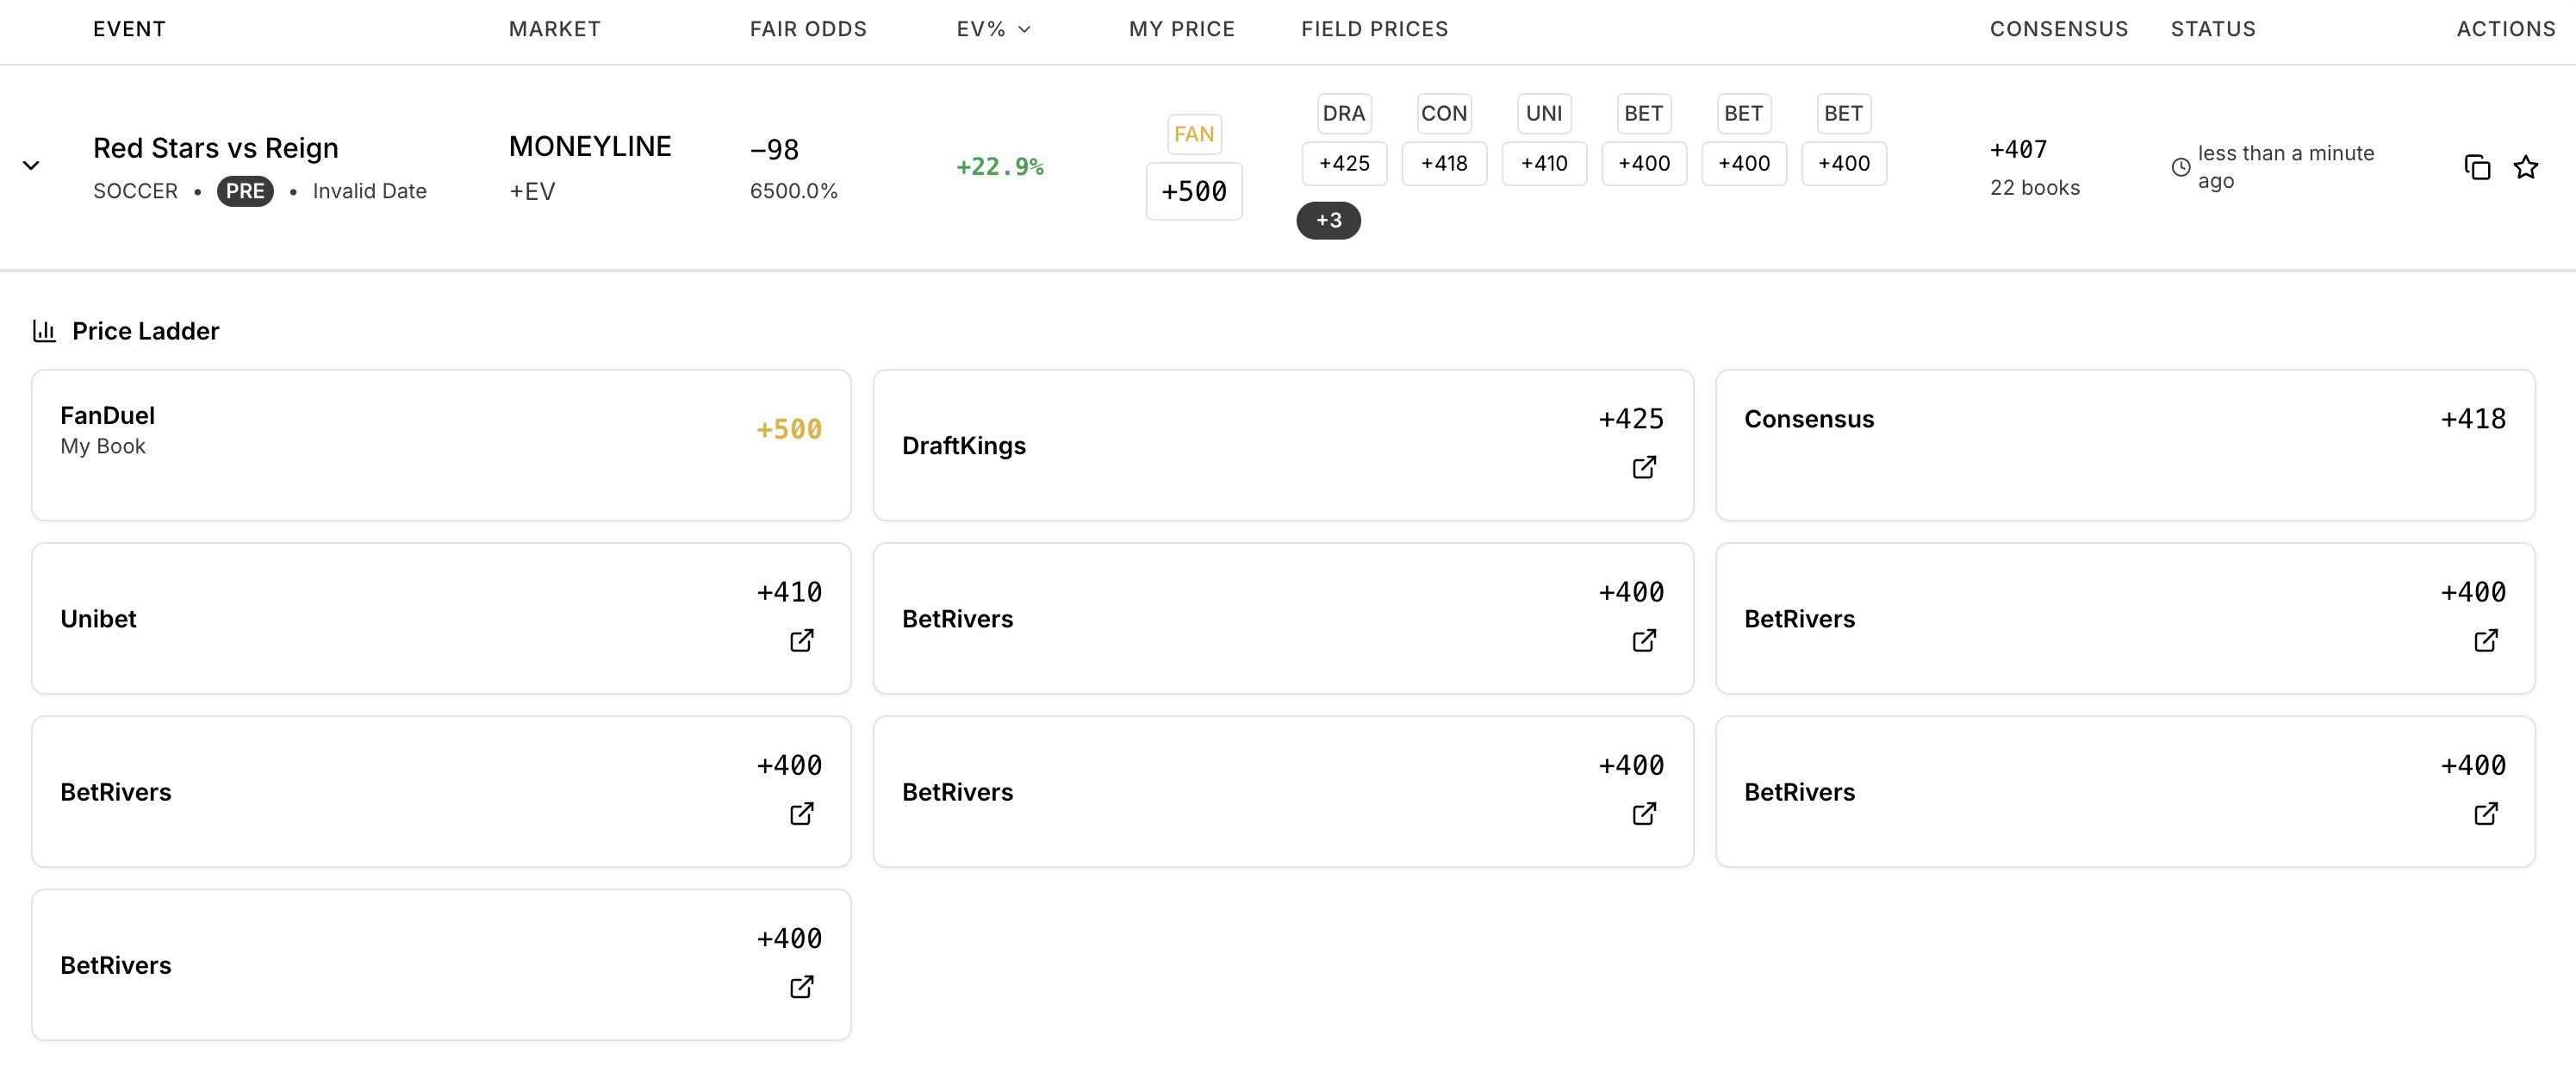 EVENT MARKET FAIR ODDS EV% MY PRICE FIELD PRICES CONSENSUS STATUS ACTIONS
Red Stars vs Reign
SOCCER • PRE • Invalid Date
MONEYLINE
+EV
−98
6500.0%
+22.9%
FAN
+500
DRA CON UNI BET BET BET
+425 +418 +410 +400 +400 +400
+3
+407
22 books
less than a minute
ago
Price Ladder
FanDuel
My Book
+500
DraftKings
+425
Consensus
+418
Unibet
+410
BetRivers
+400
BetRivers
+400
BetRivers
+400
BetRivers
+400
BetRivers
+400
BetRivers
+400